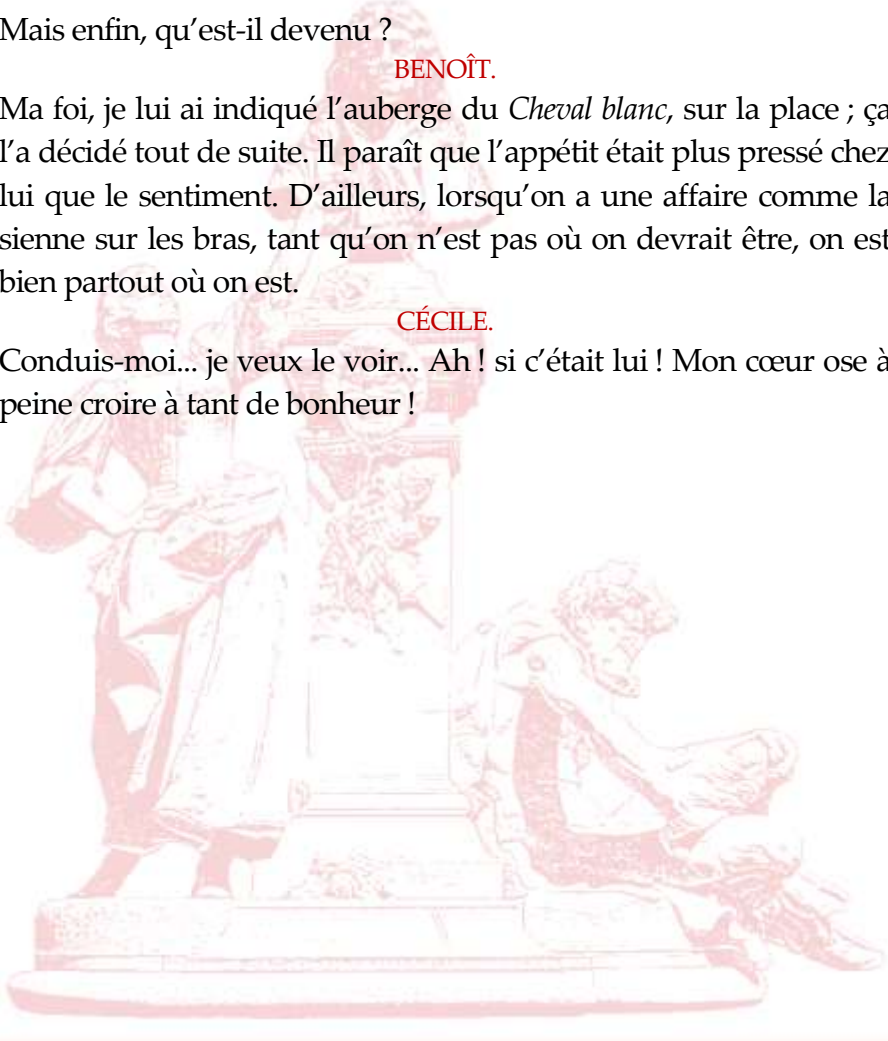 Mais enfin, qu’est-il devenu ?
BENOÎT.
Ma foi, je lui ai indiqué l’auberge du Cheval blanc, sur la place ; ça
l’a décidé tout de suite. Il paraît que l’appétit était plus pressé chez
lui que le sentiment. D’ailleurs, lorsqu’on a une affaire comme la
sienne sur les bras, tant qu’on n’est pas où on devrait être, on est
bien partout où on est.
CÉCILE.
Conduis-moi... je veux le voir... Ah ! si c’était lui ! Mon cœur ose à
peine croire à tant de bonheur !